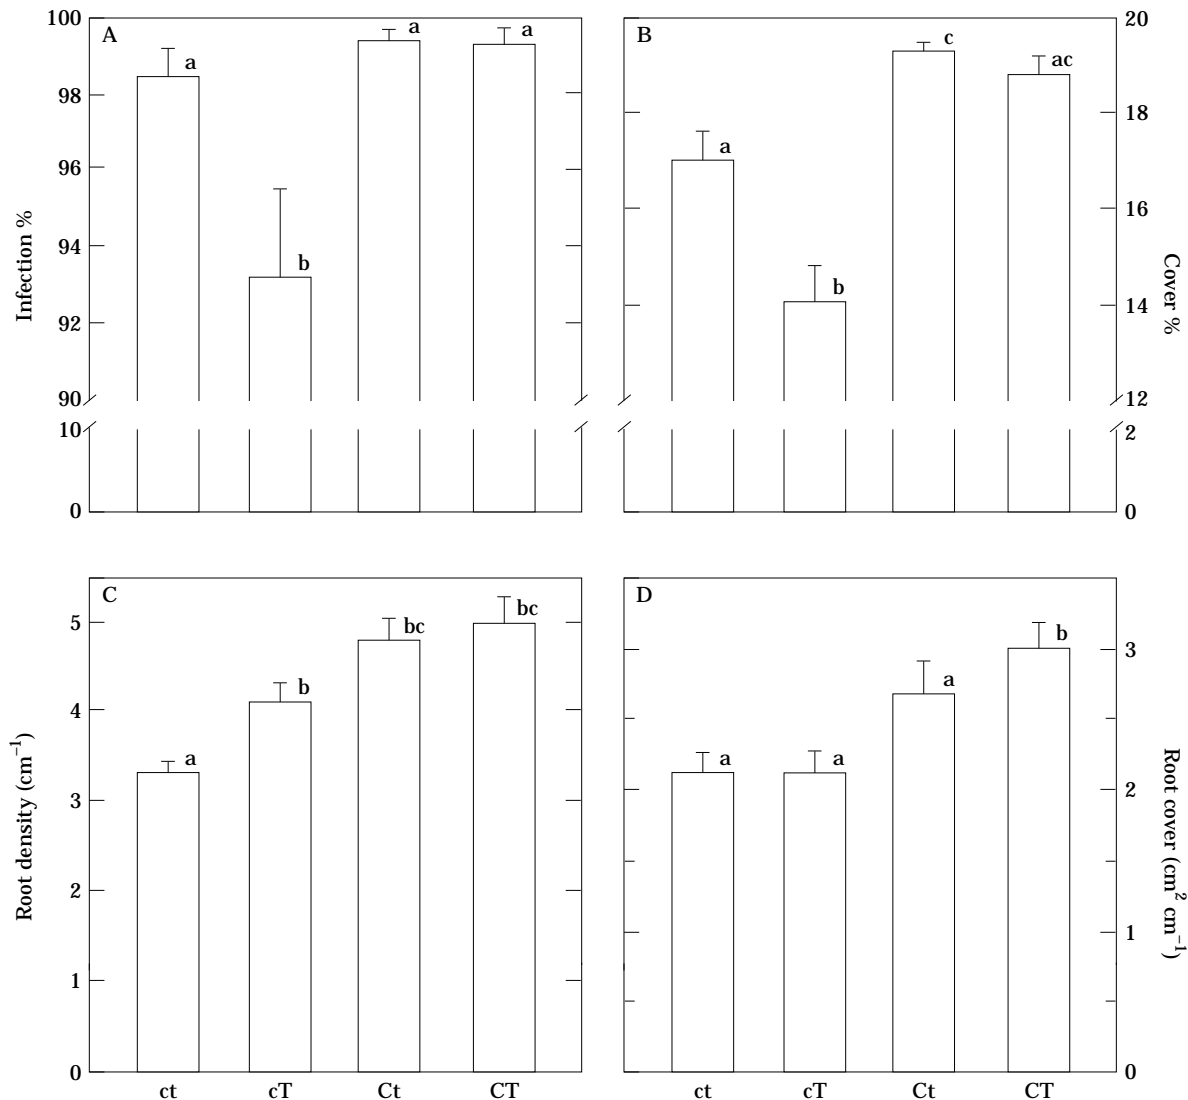 A
100
98
96
94
92
90
10
0
Infection %
a
b
a
a
B
20
18
16
14
12
2
0
Cover %
a
b
c
ac
C
5
4
3
2
1
0
Root density (cm⁻¹)
a
b
bc
bc
ct cT Ct CT
D
3
2
1
0
Root cover (cm² cm⁻¹)
a
a
a
b
ct cT Ct CT